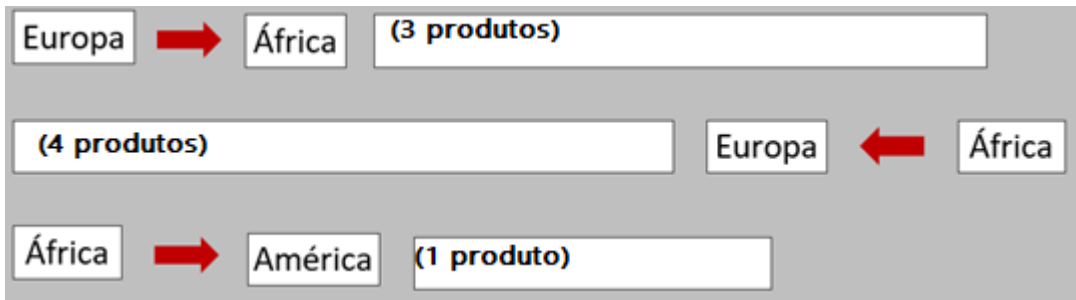 Europa África (3 produtos)
(4 produtos) Europa África
África América (1 produto)